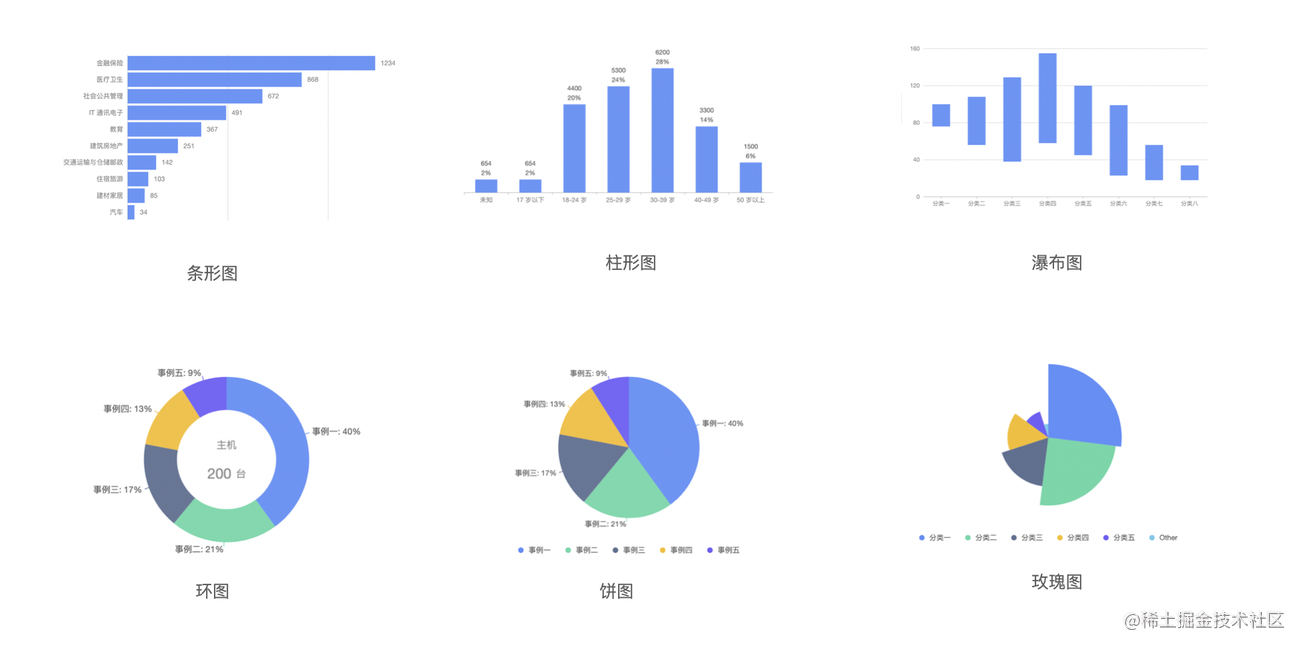 金融保险 1234
医疗卫生 868
社会公共管理 672
IT 通讯电子 491
教育 367
建筑房地产 251
交通运输与仓储邮政 142
住宿旅游 103
建材家居 85
汽车 34
条形图
654
2%
654
2%
4400
20%
5300
24%
6200
28%
3300
14%
1500
6%
未知 17 岁以下 18-24 岁 25-29 岁 30-39 岁 40-49 岁 50 岁以上
柱形图
160
120
80
40
0
分类一 分类二 分类三 分类四 分类五 分类六 分类七 分类八
瀑布图
事例五: 9%
事例四: 13%
事例一: 40%
主机
200 台
事例三: 17%
事例二: 21%
环图
事例五: 9%
事例四: 13%
事例一: 40%
事例三: 17%
事例二: 21%
事例一 事例二 事例三 事例四 事例五
饼图
分类一 分类二 分类三 分类四 分类五 Other
玫瑰图
@稀土掘金技术社区